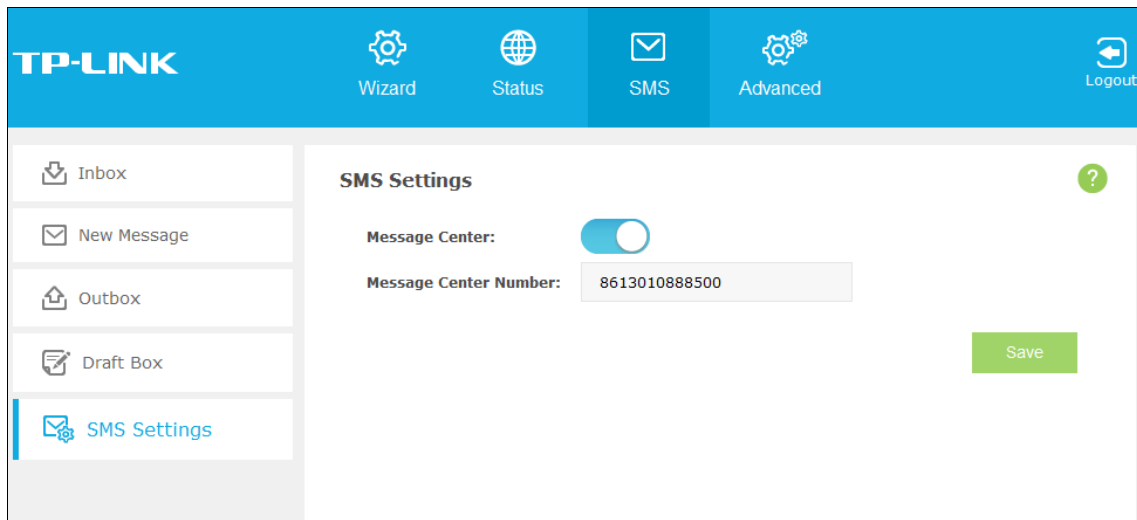 TP-LINK
Wizard
Status
SMS
Advanced
Logout
Inbox
New Message
Outbox
Draft Box
SMS Settings
SMS Settings
?
Message Center:
Message Center Number: 8613010888500
Save